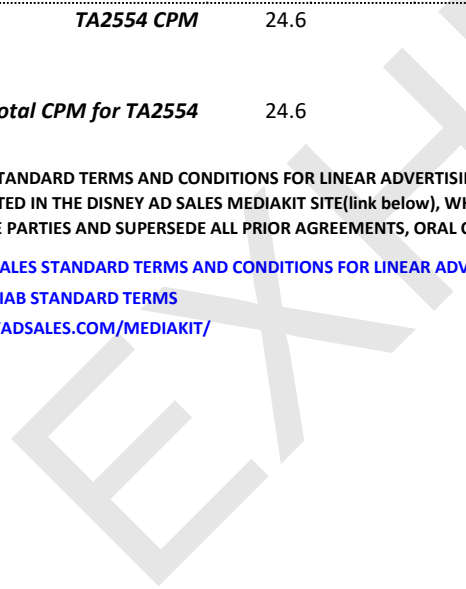 TA2554 CPM 24.6
otal CPM for TA2554 24.6
TANDARD TERMS AND CONDITIONS FOR LINEAR ADVERTISI
TED IN THE DISNEY AD SALES MEDIAKIT SITE(link below), WH
E PARTIES AND SUPERSEDE ALL PRIOR AGREEMENTS, ORAL O
SALES STANDARD TERMS AND CONDITIONS FOR LINEAR ADV
IAB STANDARD TERMS
ADSALES.COM/MEDIAKIT/
EXH